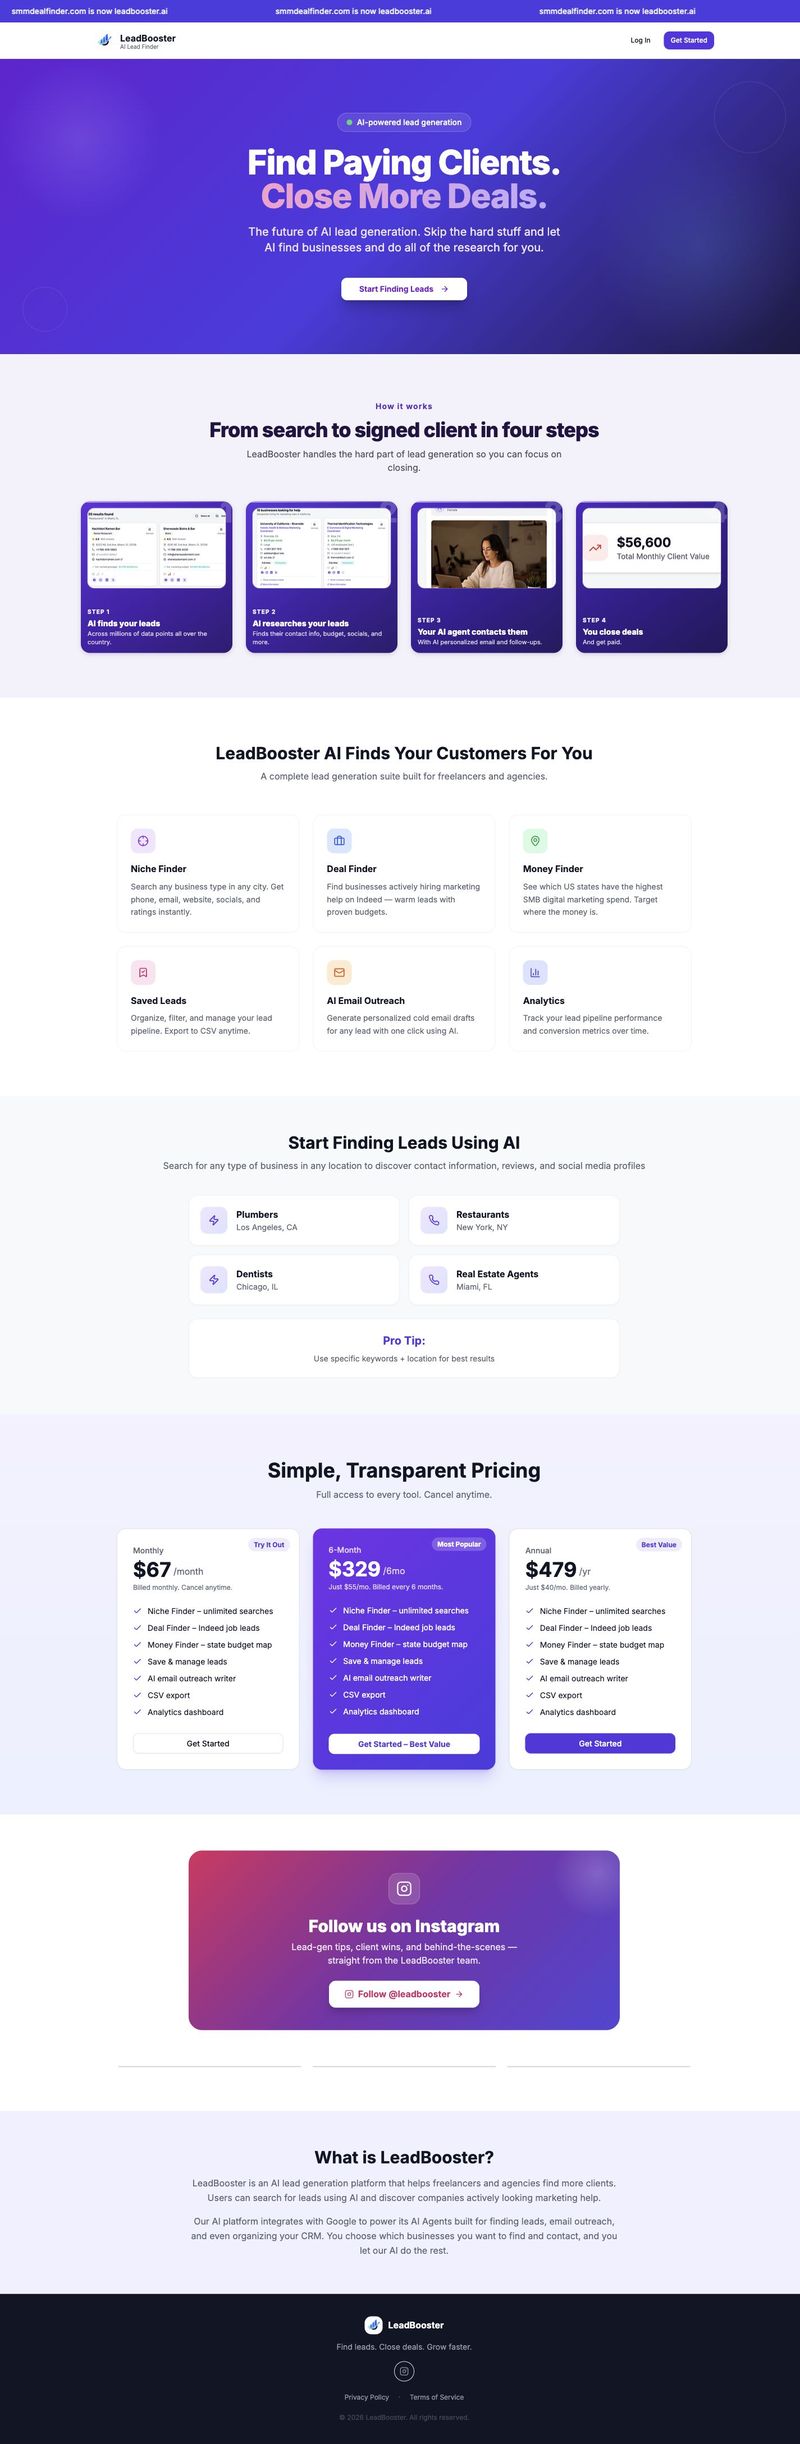 smmdealfinder.com is now leadbooster.ai
smmdealfinder.com is now leadbooster.ai
smmdealfinder.com is now leadbooster.ai
LeadBooster
AI Lead Finder
Log In
Get Started
AI-powered lead generation
Find Paying Clients.
Close More Deals.
The future of AI lead generation. Skip the hard stuff and let
AI find businesses and do all of the research for you.
Start Finding Leads
How it works
From search to signed client in four steps
LeadBooster handles the hard part of lead generation so you can focus on
closing.
STEP 1
AI finds your leads
Across millions of data points all over the
country.
STEP 2
AI researches your leads
Finds their contact info, budget, socials, and
more.
STEP 3
Your AI agent contacts them
With AI personalized email and follow-ups.
$56,600
Total Monthly Client Value
STEP 4
You close deals
And get paid.
LeadBooster AI Finds Your Customers For You
A complete lead generation suite built for freelancers and agencies.
Niche Finder
Search any business type in any city. Get
phone, email, website, socials, and
ratings instantly.
Deal Finder
Find businesses actively hiring marketing
help on Indeed — warm leads with
proven budgets.
Money Finder
See which US states have the highest
SMB digital marketing spend. Target
where the money is.
Saved Leads
Organize, filter, and manage your lead
pipeline. Export to CSV anytime.
AI Email Outreach
Generate personalized cold email drafts
for any lead with one click using AI.
Analytics
Track your lead pipeline performance
and conversion metrics over time.
Start Finding Leads Using AI
Search for any type of business in any location to discover contact information, reviews, and social media profiles
Plumbers
Los Angeles, CA
Restaurants
New York, NY
Dentists
Chicago, IL
Real Estate Agents
Miami, FL
Pro Tip:
Use specific keywords + location for best results
Simple, Transparent Pricing
Full access to every tool. Cancel anytime.
Try It Out
Monthly
$67 /month
Billed monthly. Cancel anytime.
Niche Finder – unlimited searches
Deal Finder – Indeed job leads
Money Finder – state budget map
Save & manage leads
AI email outreach writer
CSV export
Analytics dashboard
Get Started
Most Popular
6-Month
$329 /6mo
Just $55/mo. Billed every 6 months.
Niche Finder – unlimited searches
Deal Finder – Indeed job leads
Money Finder – state budget map
Save & manage leads
AI email outreach writer
CSV export
Analytics dashboard
Get Started – Best Value
Best Value
Annual
$479 /yr
Just $40/mo. Billed yearly.
Niche Finder – unlimited searches
Deal Finder – Indeed job leads
Money Finder – state budget map
Save & manage leads
AI email outreach writer
CSV export
Analytics dashboard
Get Started
Follow us on Instagram
Lead-gen tips, client wins, and behind-the-scenes —
straight from the LeadBooster team.
Follow @leadbooster
What is LeadBooster?
LeadBooster is an AI lead generation platform that helps freelancers and agencies find more clients.
Users can search for leads using AI and discover companies actively looking marketing help.
Our AI platform integrates with Google to power its AI Agents built for finding leads, email outreach,
and even organizing your CRM. You choose which businesses you want to find and contact, and you
let our AI do the rest.
LeadBooster
Find leads. Close deals. Grow faster.
Privacy Policy · Terms of Service
© 2026 LeadBooster. All rights reserved.